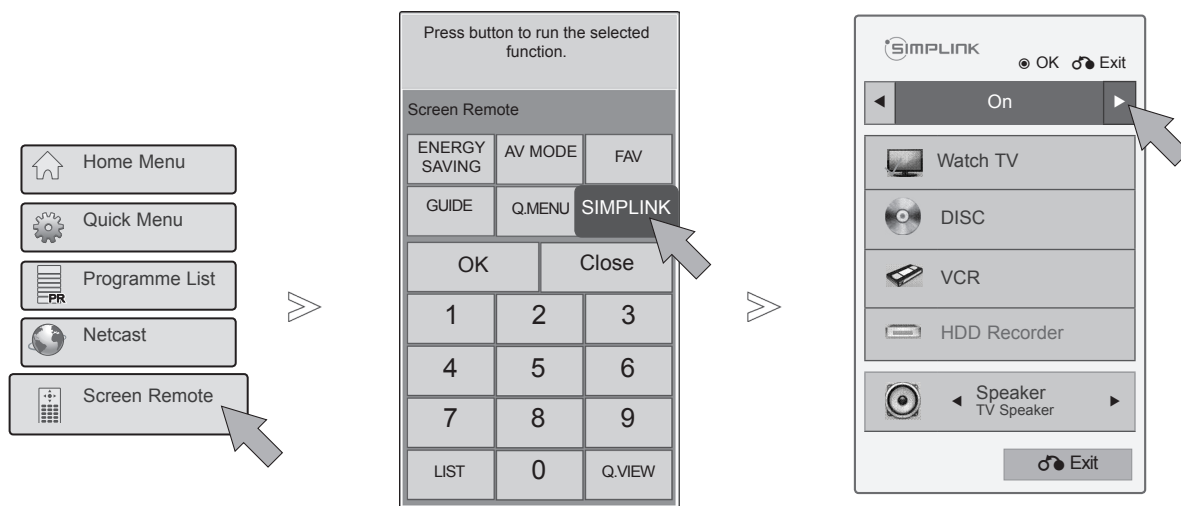 Home Menu
Quick Menu
PR
Programme List
Netcast
Screen Remote
Press button to run the selected
function.
Screen Remote
ENERGY
SAVING
AV MODE
FAV
GUIDE
Q.MENU
SIMPLINK
OK
Close
1 2 3
4 5 6
7 8 9
LIST 0 Q.VIEW
SIMPLINK
OK Exit
On
Watch TV
DISC
VCR
HDD Recorder
Speaker
TV Speaker
Exit